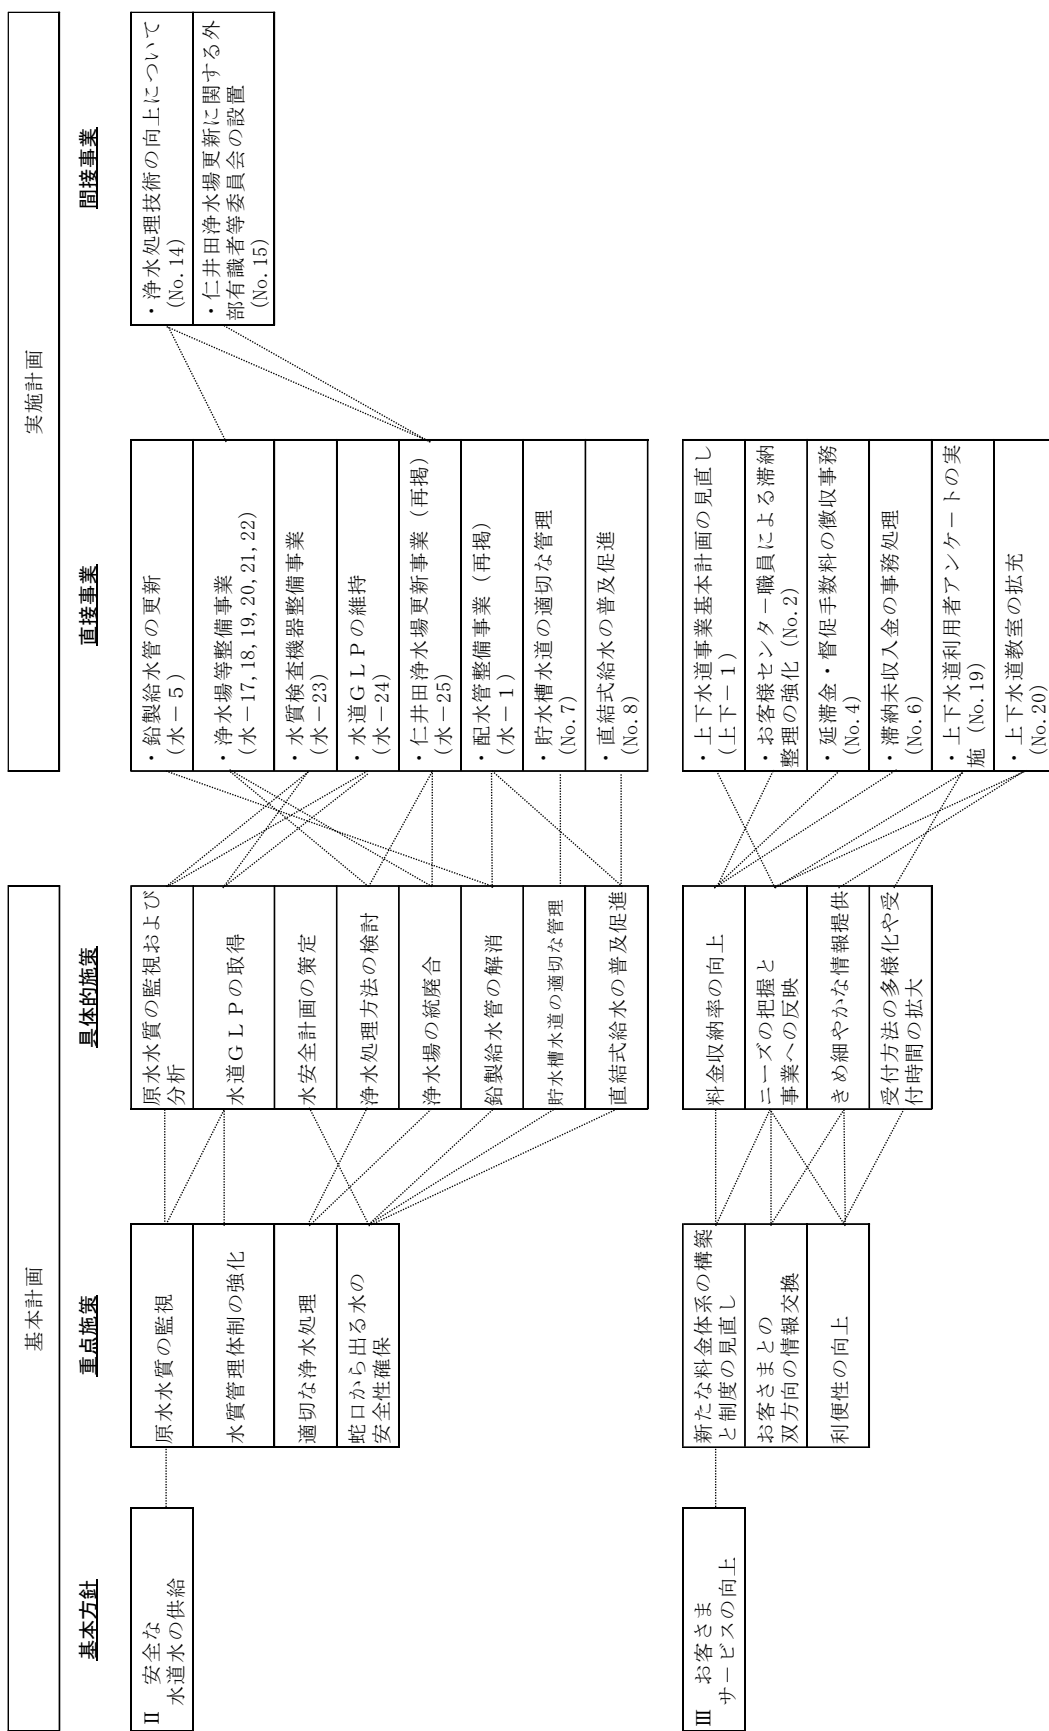 基本計画
実施計画
基本方針
重点施策
具体的施策
直接事業
間接事業
Ⅱ 安全な
水道水の供給
原水水質の監視
水質管理体制の強化
適切な浄水処理
蛇口から出る水の
安全性確保
原水水質の監視および
分析
水道ＧＬＰの取得
水安全計画の策定
浄水処理方法の検討
浄水場の統廃合
鉛製給水管の解消
貯水槽水道の適切な管理
直結式給水の普及促進
・鉛製給水管の更新
(水－5)
・浄水場等整備事業
(水－17,18,19,20,21,22)
・水質検査機器整備事業
(水－23)
・水道ＧＬＰの維持
(水－24)
・仁井田浄水場更新事業（再掲）
(水－25)
・配水管整備事業（再掲）
(水－1)
・貯水槽水道の適切な管理
(No.7)
・直結式給水の普及促進
(No.8)
・浄水処理技術の向上について
(No.14)
・仁井田浄水場更新に関する外
部有識者等委員会の設置
(No.15)
Ⅲ お客さま
サービスの向上
新たな料金体系の構築
と制度の見直し
お客さまとの
双方向の情報交換
利便性の向上
料金収納率の向上
ニーズの把握と
事業への反映
きめ細やかな情報提供
受付方法の多様化や受
付時間の拡大
・上下水道事業基本計画の見直し
(上下－1)
・お客様センター職員による滞納
整理の強化 (No.2)
・延滞金・督促手数料の徴収事務
(No.4)
・滞納未収入金の事務処理
(No.6)
・上下水道利用者アンケートの実
施 (No.19)
・上下水道教室の拡充
(No.20)